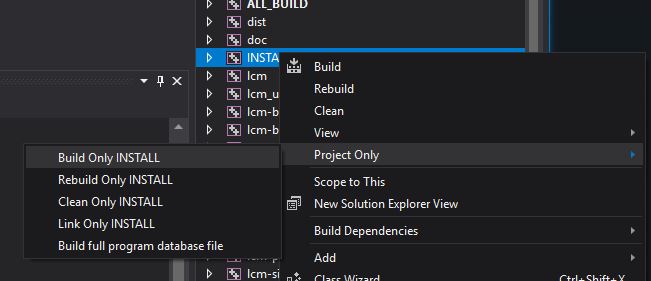 ALL_BUILD
dist
doc
INSTA
lcm
lcm_u
lcm-b
lcm-b
Build
Rebuild
Clean
View
Project Only
Scope to This
New Solution Explorer View
Build Dependencies
Add
Class Wizard... Ctrl+Shift+X
Build Only INSTALL
Rebuild Only INSTALL
Clean Only INSTALL
Link Only INSTALL
Build full program database file
lcm-p
lcm-si